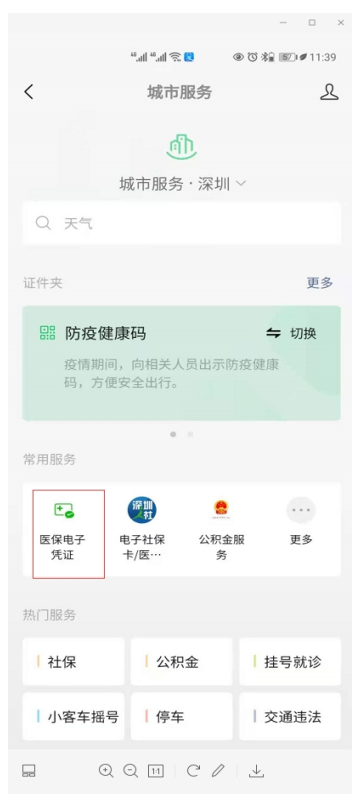 11:39
城市服务
城市服务 · 深圳
天气
证件夹
更多
防疫健康码
切换
疫情期间，向相关人员出示防疫健康
码，方便安全出行。
常用服务
医保电子
凭证
深圳
人社
电子社保
卡/医…
公积金服
务
更多
热门服务
社保
公积金
挂号就诊
小客车摇号
停车
交通违法
1:1